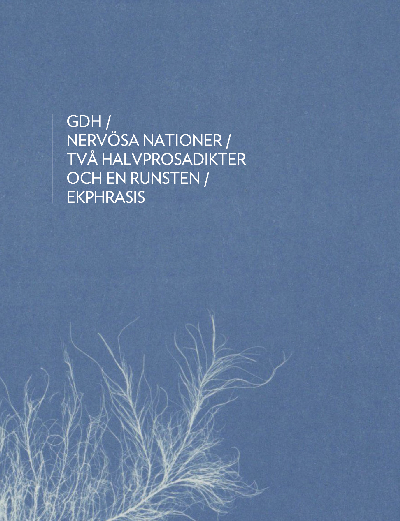 GDH /
NERVÖSA NATIONER /
TVÅ HALVPROSADIKTER
OCH EN RUNSTEN /
EKPHRASIS